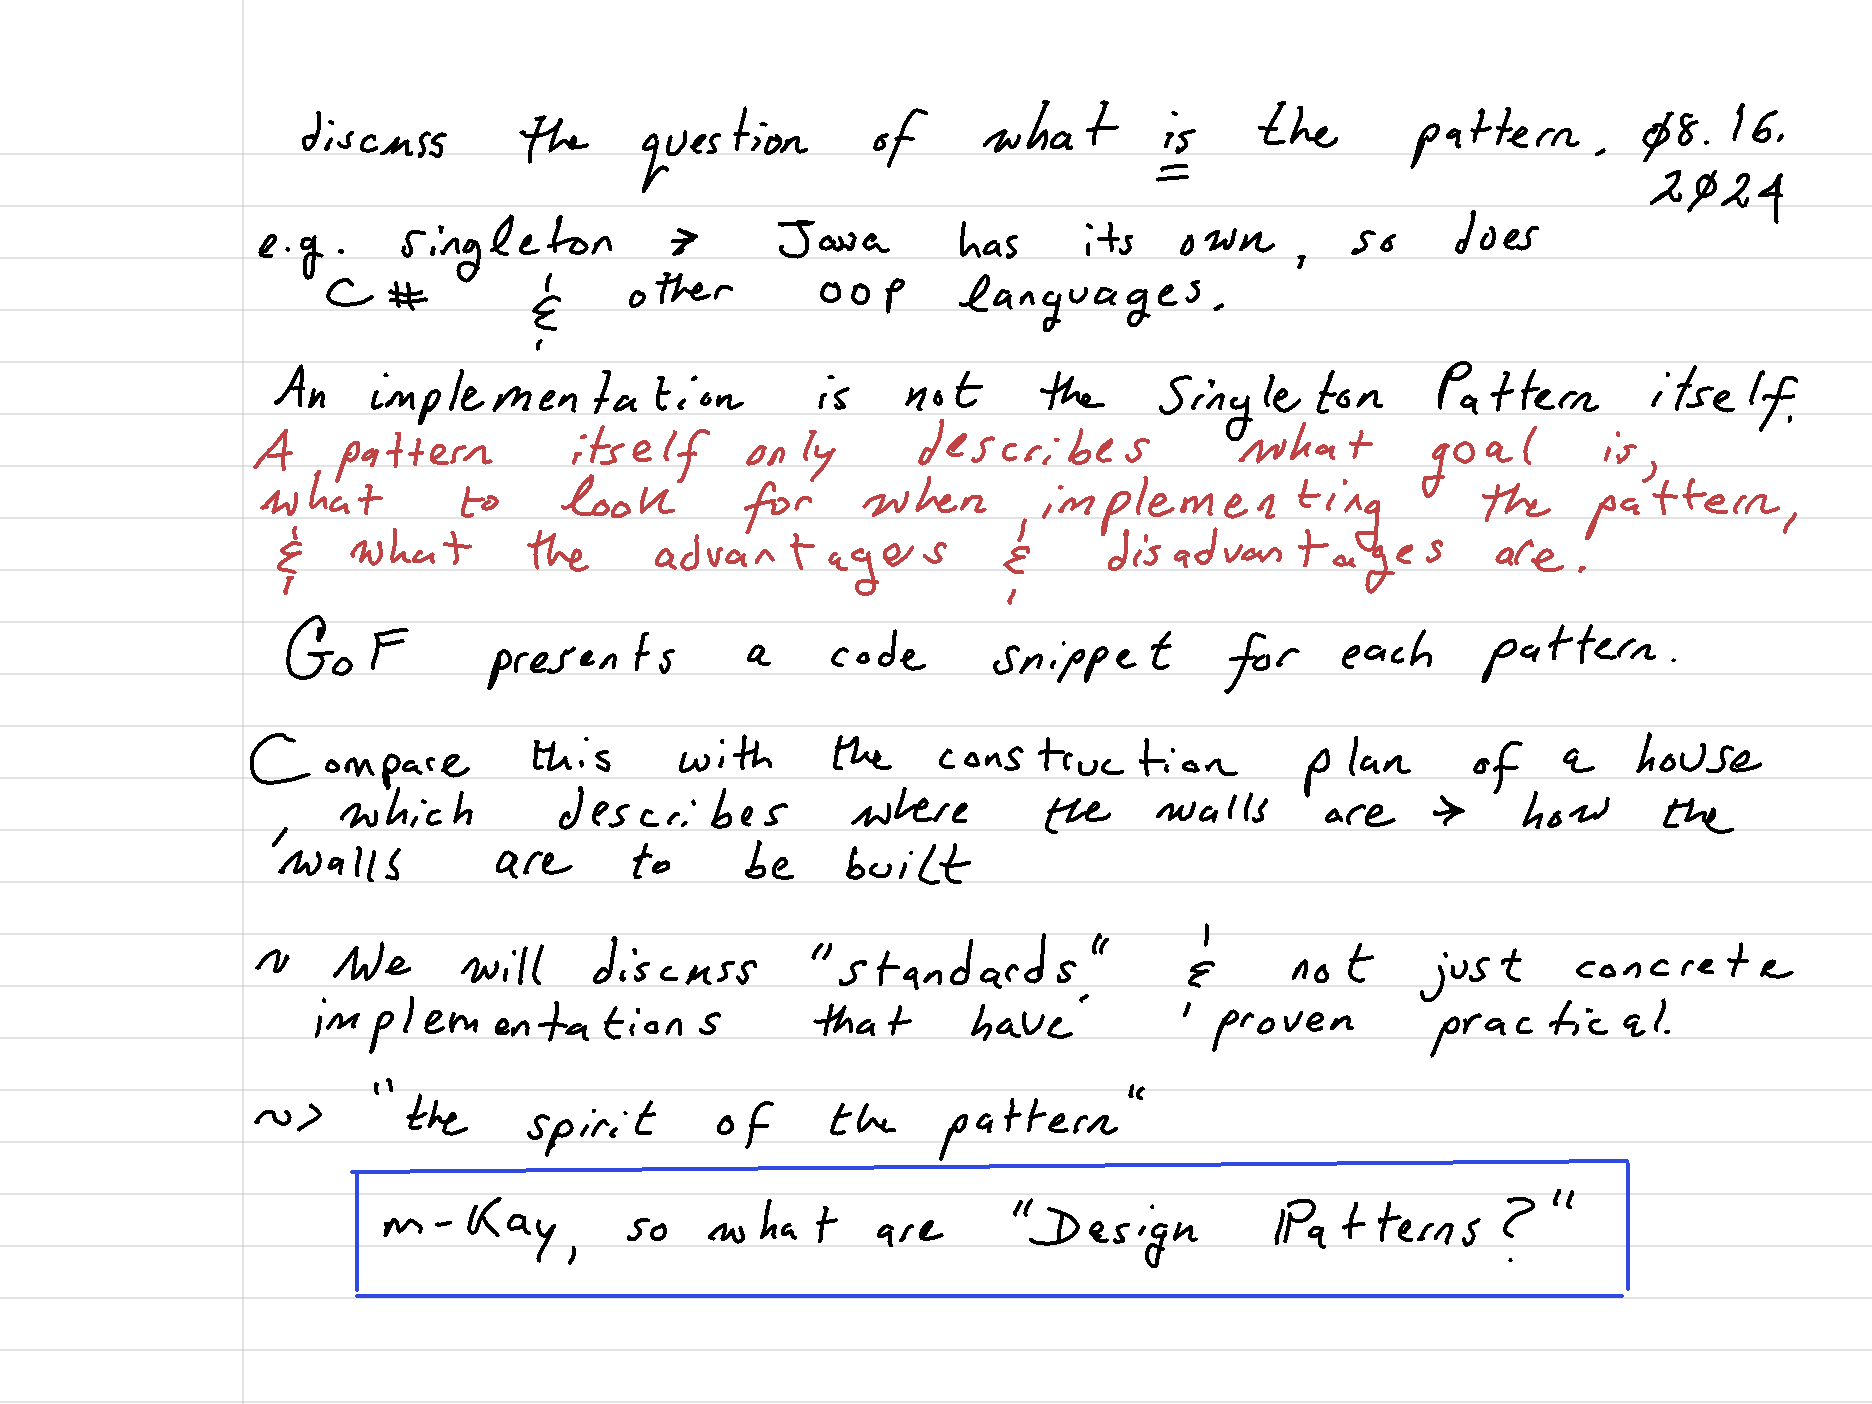 discuss the question of what is the pattern. 08.16.
2024
e.g. singleton → Java has its own, so does
C# & other OOP languages.
An implementation is not the Singleton Pattern itself.
A pattern itself only describes what goal is,
what to look for when implementing the pattern,
& what the advantages & disadvantages are.
GoF presents a code snippet for each pattern.
Compare this with the construction plan of a house
which describes where the walls are → how the
walls are to be built
~ We will discuss "standards." & not just concrete
implementations that have proven practical.
~> "the spirit of the pattern"
m-Kay, so what are "Design Patterns?"